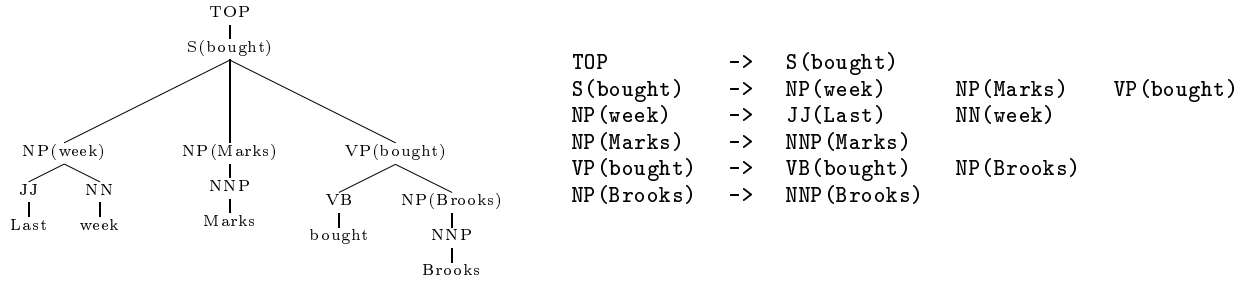 TOP
S(bought)
NP(week) NP(Marks) VP(bought)
JJ NN NNP VB NP(Brooks)
Last week Marks bought NNP
Brooks
TOP -> S(bought)
S(bought) -> NP(week) NP(Marks) VP(bought)
NP(week) -> JJ(Last) NN(week)
NP(Marks) -> NNP(Marks)
VP(bought) -> VB(bought) NP(Brooks)
NP(Brooks) -> NNP(Brooks)